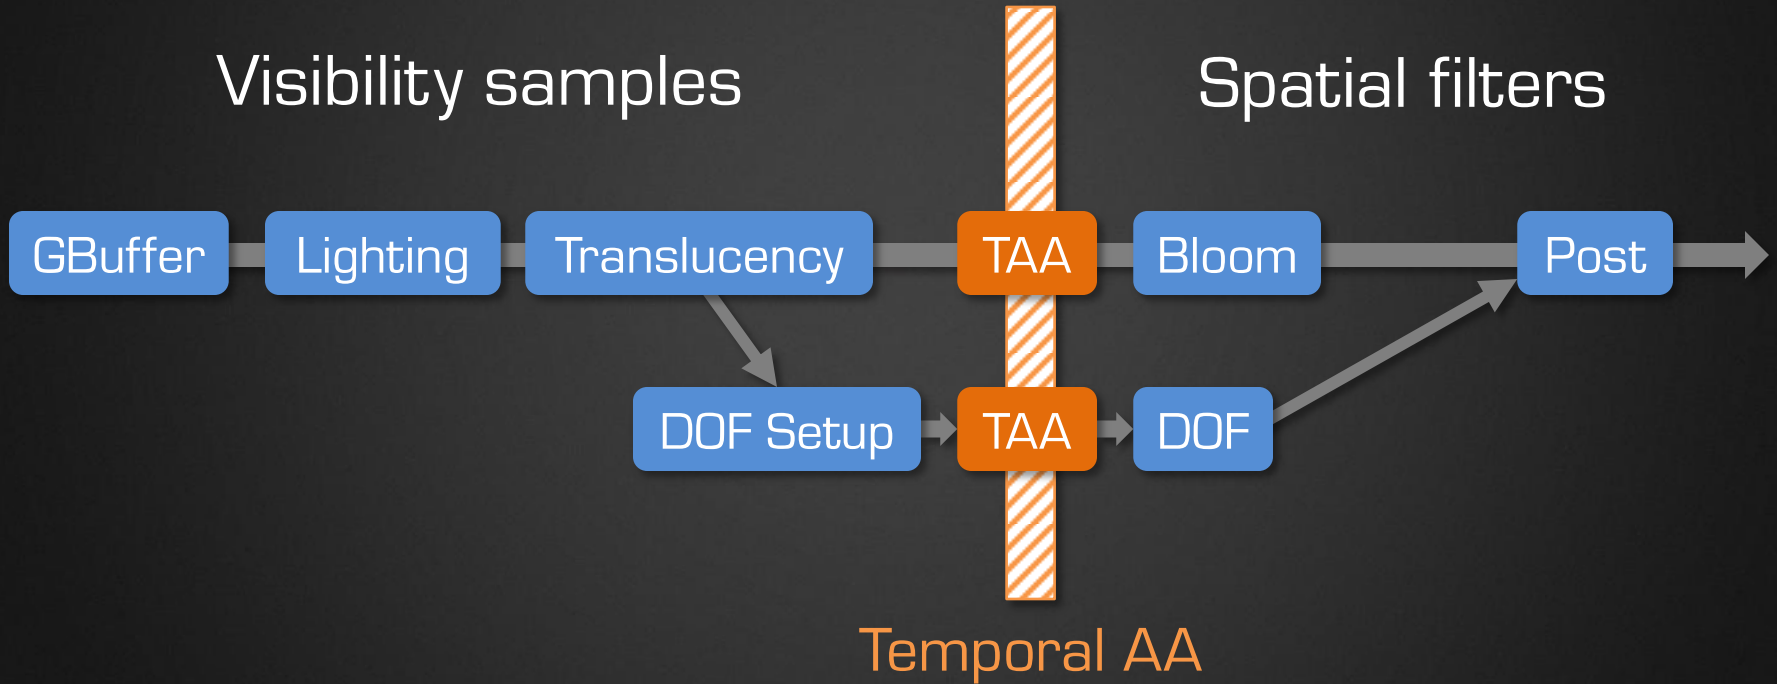 Visibility samples
Spatial filters
GBuffer
Lighting
Translucency
TAA
Bloom
Post
DOF Setup
TAA
DOF
Temporal AA